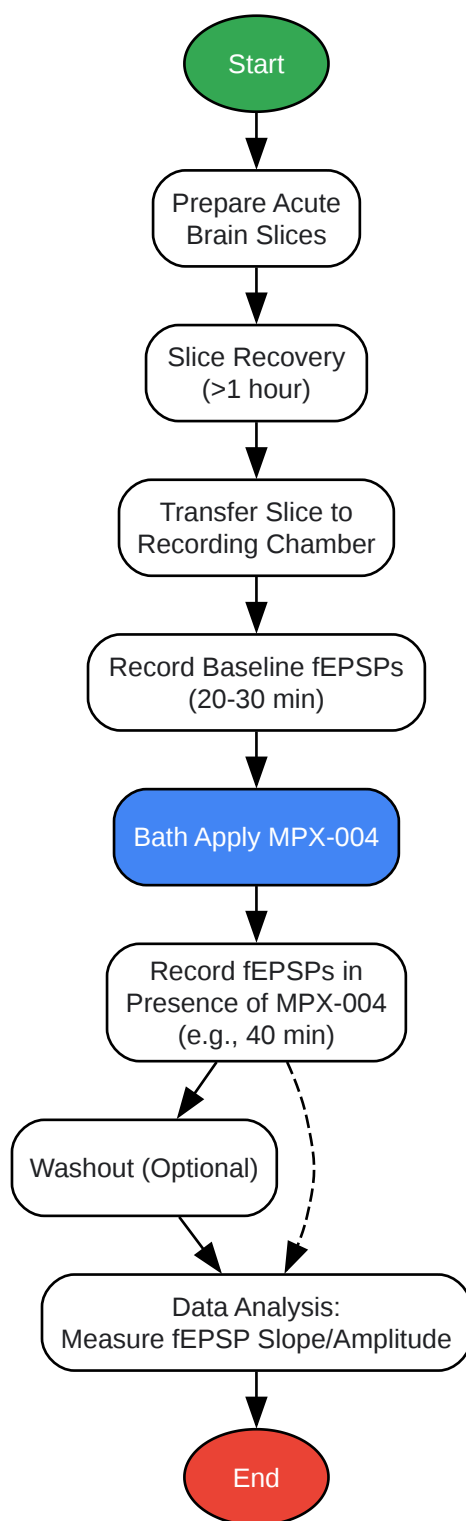 Start
Prepare Acute
Brain Slices
Slice Recovery
(>1 hour)
Transfer Slice to
Recording Chamber
Record Baseline fEPSPs
(20-30 min)
Bath Apply MPX-004
Record fEPSPs in
Presence of MPX-004
(e.g., 40 min)
Washout (Optional)
Data Analysis:
Measure fEPSP Slope/Amplitude
End